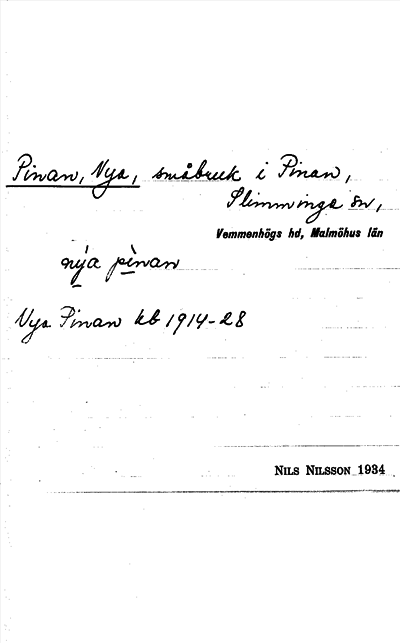 Pinan, Nya, småbruk i Pinan,
Slimminge sn,
Vemmenhögs hd, Malmöhus län
nýa pìnan
Nya Pinan kb 1914-28
NILS NILSSON 1934